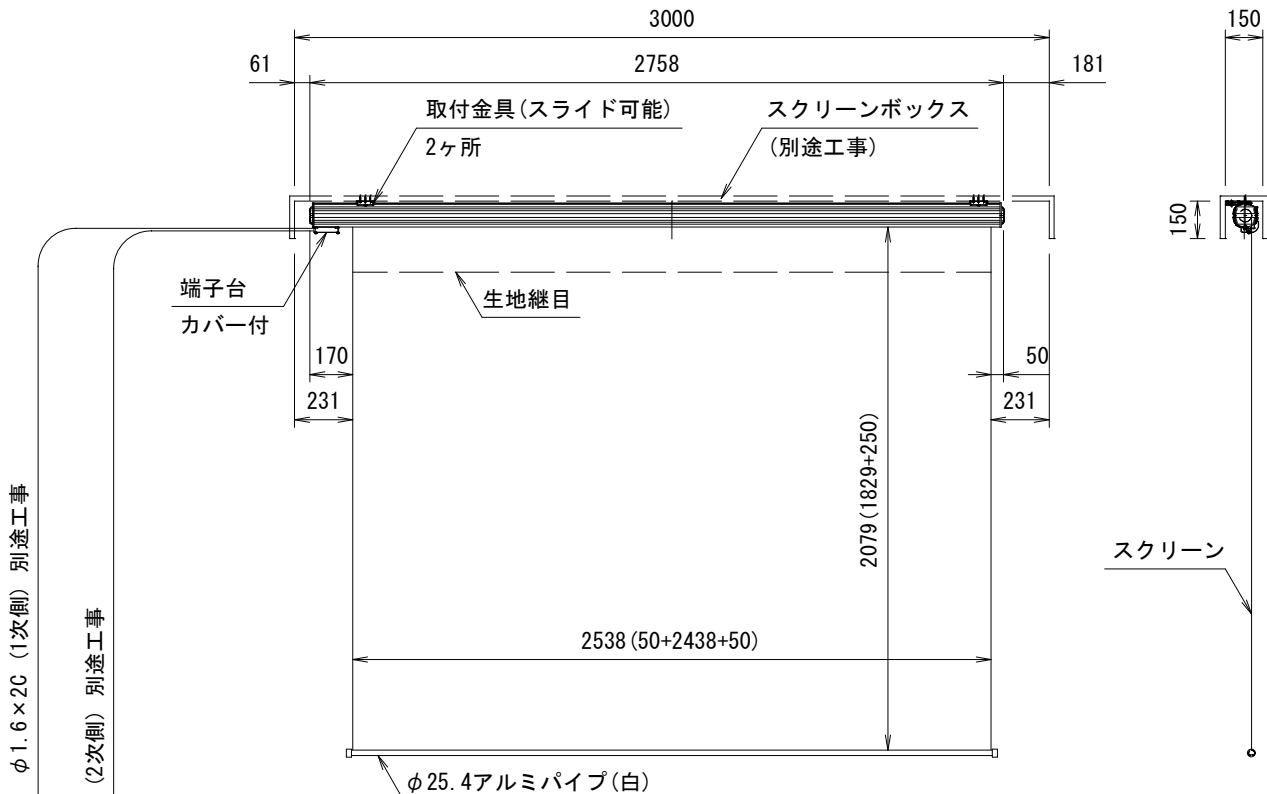 3000
150
61
2758
181
取付金具(スライド可能)
2ヶ所
スクリーンボックス
(別途工事)
150
端子台
カバー付
生地継目
170
50
231
231
2079(1829+250)
スクリーン
2538(50+2438+50)
φ1.6×2C (1次側) 別途工事
(2次側) 別途工事
φ25.4アルミパイプ(白)